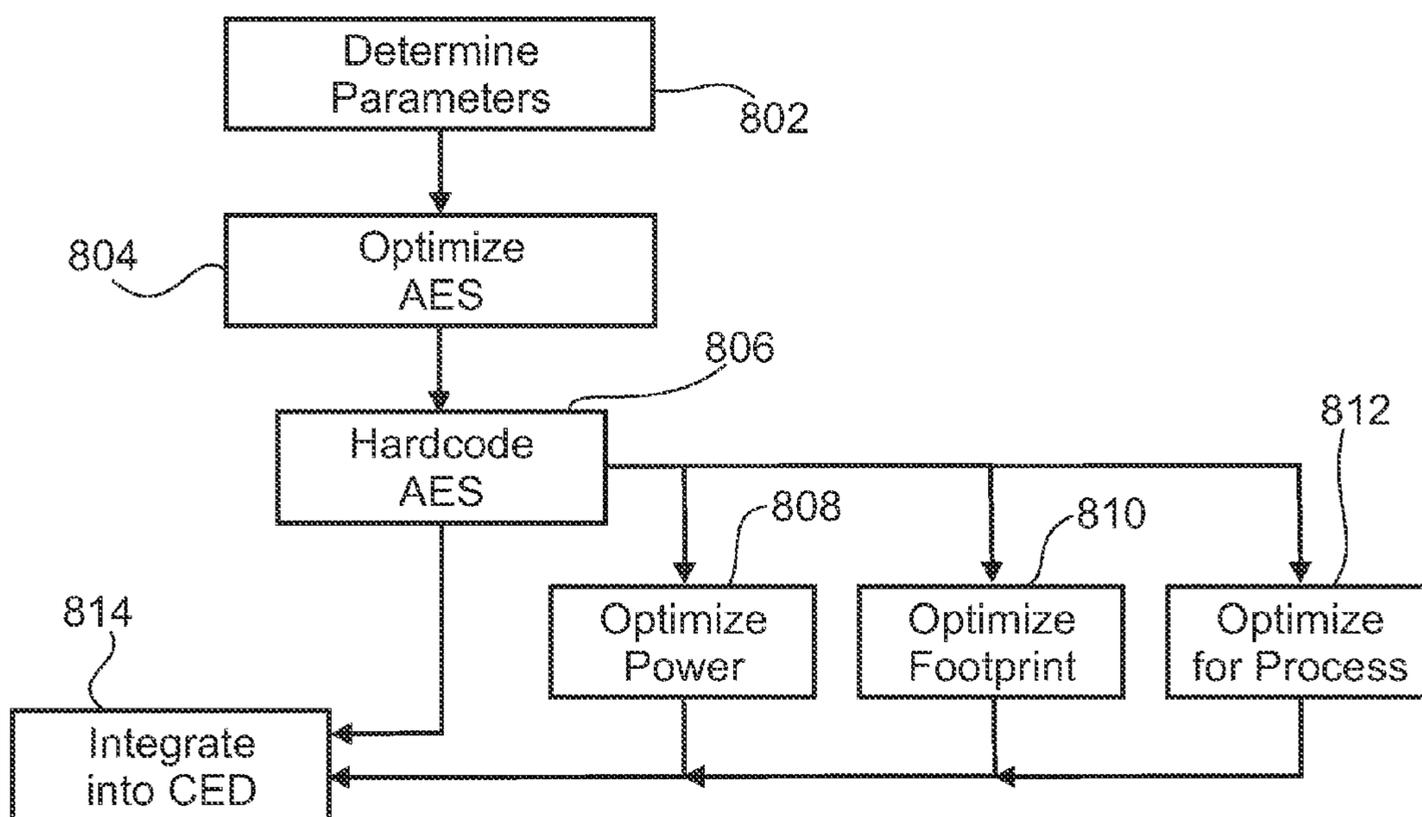 Determine
Parameters
802
804
Optimize
AES
806
Hardcode
AES
812
808
810
Optimize
Power
Optimize
Footprint
Optimize
for Process
814
Integrate
into CED